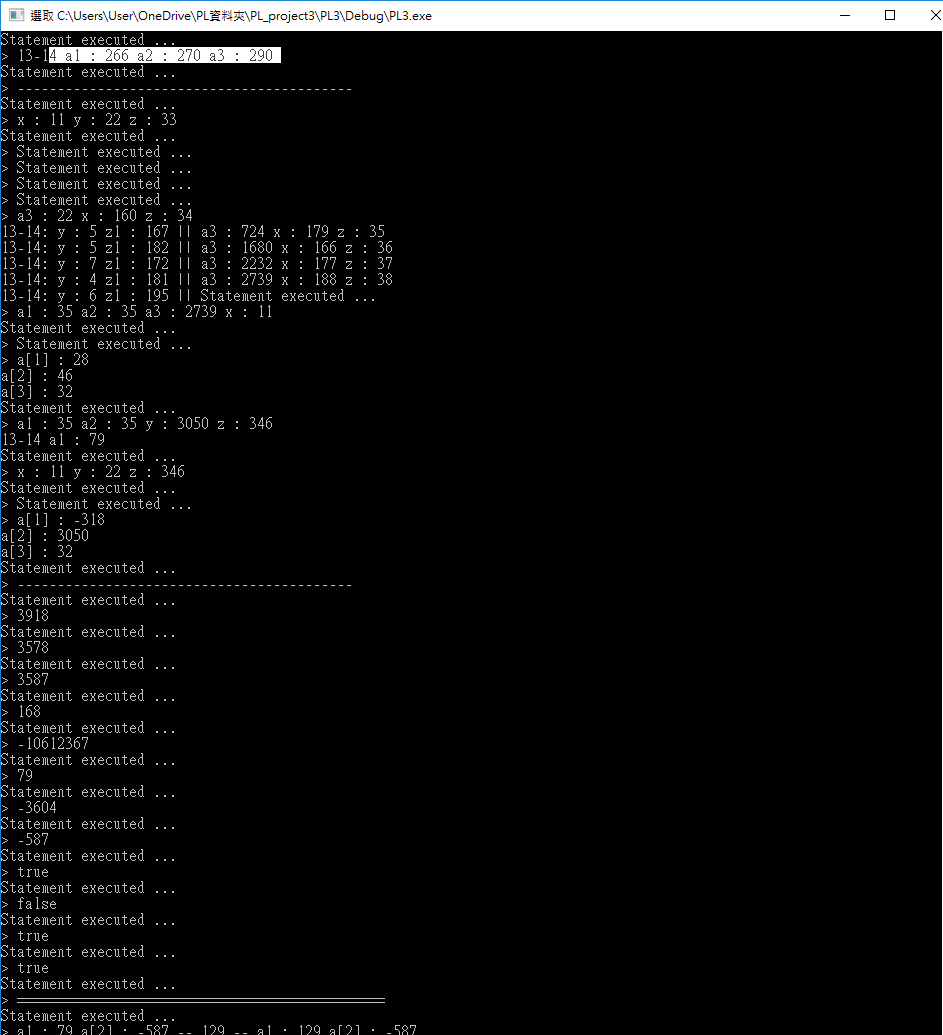 選取 C:\Users\User\OneDrive\PL資料夾\PL_project3\PL3\Debug\PL3.exe
Statement executed ...
> 13-14 a1 : 266 a2 : 270 a3 : 290
Statement executed ...
> ------------------------------------------
Statement executed ...
> x : 11 y : 22 z : 33
Statement executed ...
> Statement executed ...
> Statement executed ...
> Statement executed ...
> Statement executed ...
> a3 : 22 x : 160 z : 34
13-14: y : 5 z1 : 167 || a3 : 724 x : 179 z : 35
13-14: y : 5 z1 : 182 || a3 : 1680 x : 166 z : 36
13-14: y : 7 z1 : 172 || a3 : 2232 x : 177 z : 37
13-14: y : 4 z1 : 181 || a3 : 2739 x : 188 z : 38
13-14: y : 6 z1 : 195 || Statement executed ...
> a1 : 35 a2 : 35 a3 : 2739 x : 11
Statement executed ...
> Statement executed ...
> a[1] : 28
a[2] : 46
a[3] : 32
Statement executed ...
> a1 : 35 a2 : 35 y : 3050 z : 346
13-14 a1 : 79
Statement executed ...
> x : 11 y : 22 z : 346
Statement executed ...
> Statement executed ...
> a[1] : -318
a[2] : 3050
a[3] : 32
Statement executed ...
> ------------------------------------------
Statement executed ...
> 3918
Statement executed ...
> 3578
Statement executed ...
> 3587
Statement executed ...
> 168
Statement executed ...
> -10612367
Statement executed ...
> 79
Statement executed ...
> -3604
Statement executed ...
> -587
Statement executed ...
> true
Statement executed ...
> false
Statement executed ...
> true
Statement executed ...
> true
Statement executed ...
> ==============================================
Statement executed ...
> a1 : 79 a[2] : -587 -- 129 -- a1 : 129 a[2] : -587